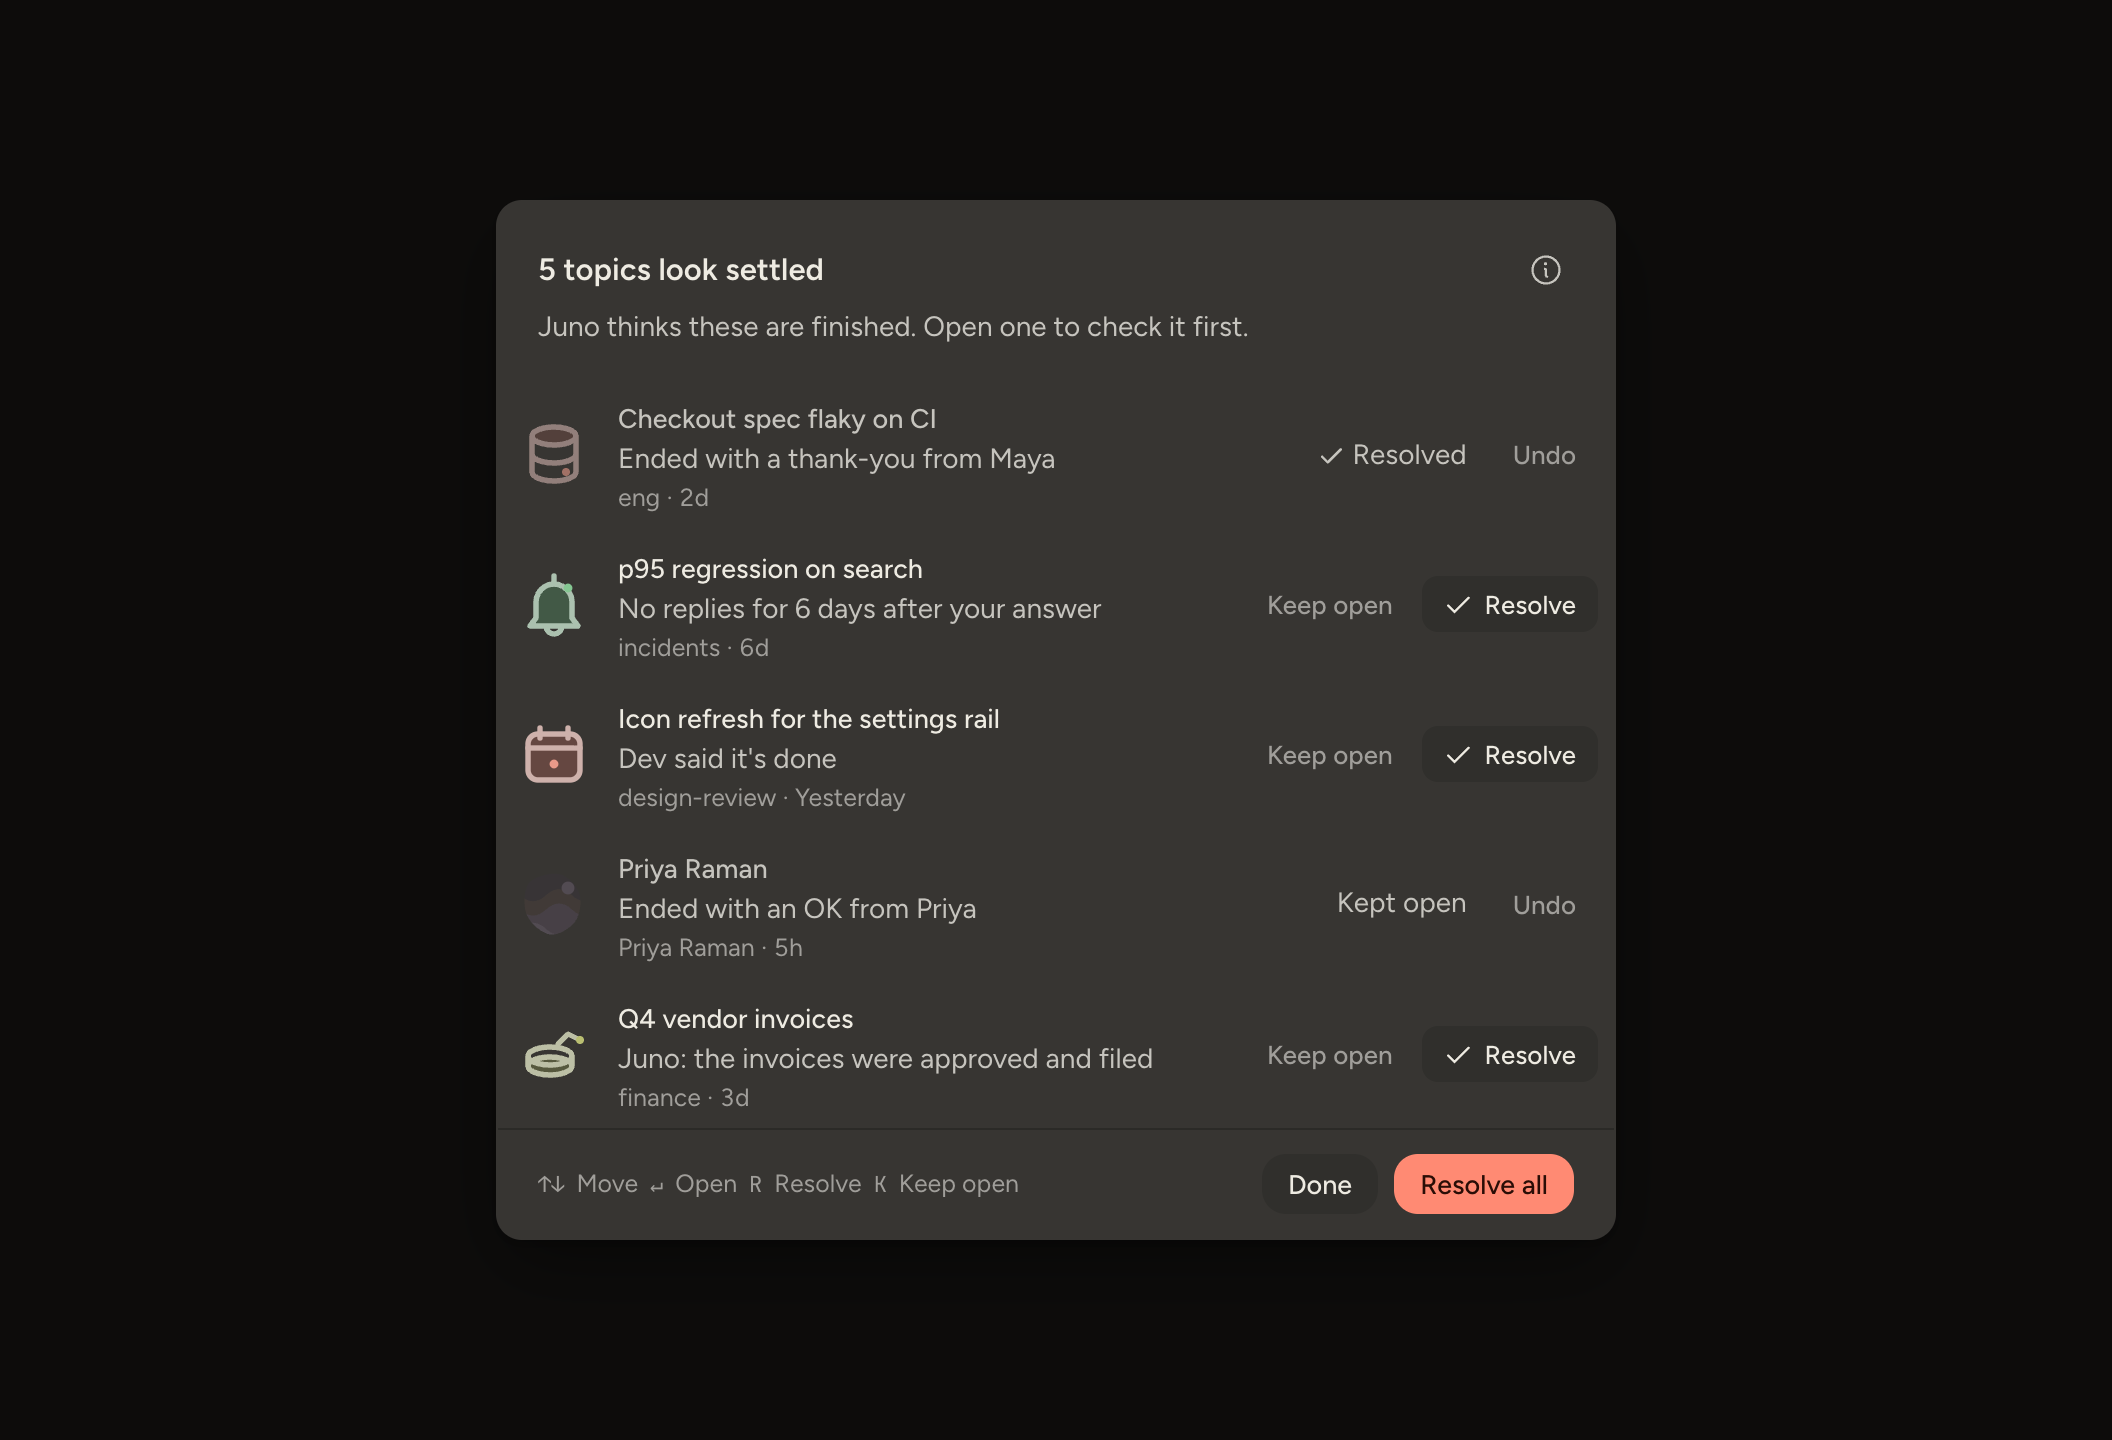 5 topics look settled
Juno thinks these are finished. Open one to check it first.
Checkout spec flaky on CI
Ended with a thank-you from Maya
eng · 2d
Resolved Undo
p95 regression on search
No replies for 6 days after your answer
incidents · 6d
Keep open Resolve
Icon refresh for the settings rail
Dev said it's done
design-review · Yesterday
Keep open Resolve
Priya Raman
Ended with an OK from Priya
Priya Raman · 5h
Kept open Undo
Q4 vendor invoices
Juno: the invoices were approved and filed
finance · 3d
Keep open Resolve
↑↓ Move ↵ Open R Resolve K Keep open
Done Resolve all